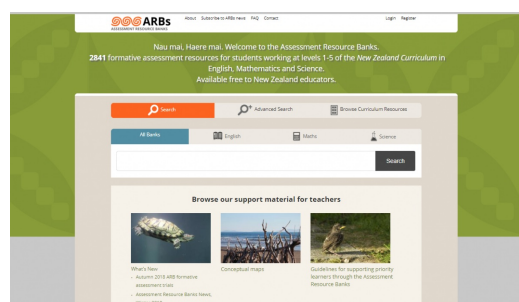 ARBs
ASSESSMENT RESOURCE BANKS
About Subscribe to ARBs news FAQ Contact
Login Register
Nau mai, Haere mai. Welcome to the Assessment Resource Banks.
2841 formative assessment resources for students working at levels 1-5 of the New Zealand Curriculum in
English, Mathematics and Science.
Available free to New Zealand educators.
Search
Advanced Search
Browse Curriculum Resources
All Banks
English
Maths
Science
Search
Browse our support material for teachers
What's New
- Autumn 2018 ARB formative
assessment trials
- Assessment Resource Banks News,
Conceptual maps
Guidelines for supporting priority
learners through the Assessment
Resource Banks